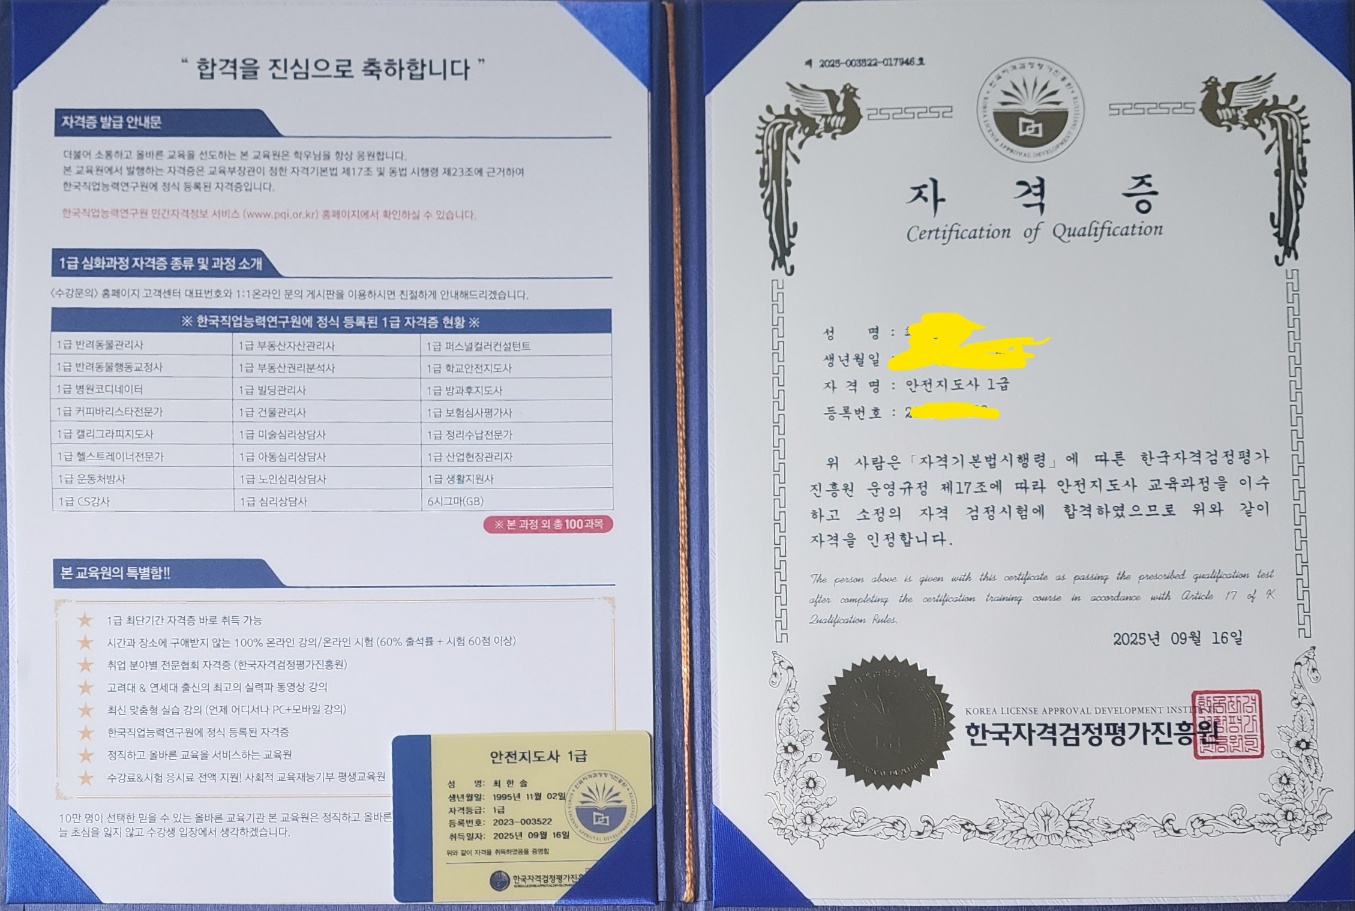 “ 합격을 진심으로 축하합니다 ”
자격증 발급 안내문
더불어 소통하고 올바른 교육을 선도하는 본 교육원은 학우님을 항상 응원합니다.
본 교육원에서 발행하는 자격증은 교육부장관이 정한 자격기본법 제17조 및 동법 시행령 제23조에 근거하여
한국직업능력연구원에 정식 등록된 자격증입니다.
한국직업능력연구원 민간자격정보 서비스 (www.pqi.or.kr) 홈페이지에서 확인하실 수 있습니다.
1급 심화과정 자격증 종류 및 과정 소개
<수강문의> 홈페이지 고객센터 대표번호와 1:1온라인 문의 게시판을 이용하시면 친절하게 안내해드리겠습니다.
※ 한국직업능력연구원에 정식 등록된 1급 자격증 현황 ※
1급 반려동물관리사 1급 부동산자산관리사 1급 퍼스널컬러컨설턴트
1급 반려동물행동교정사 1급 부동산권리분석사 1급 학교안전지도사
1급 병원코디네이터 1급 빌딩관리사 1급 방과후지도사
1급 커피바리스타전문가 1급 건물관리사 1급 보험심사평가사
1급 캘리그라피지도사 1급 미술심리상담사 1급 정리수납전문가
1급 헬스트레이너전문가 1급 아동심리상담사 1급 산업현장관리자
1급 운동처방사 1급 노인심리상담사 1급 생활지원사
1급 CS강사 1급 심리상담사 6시그마(GB)
※ 본 과정 외 총 100과목
본 교육원의 특별함!!
1급 최단기간 자격증 바로 취득 가능
시간과 장소에 구애받지 않는 100% 온라인 강의/온라인 시험 (60% 출석률 + 시험 60점 이상)
취업 분야별 전문협회 자격증 (한국자격검정평가진흥원)
고려대 & 연세대 출신의 최고의 실력파 동영상 강의
최신 맞춤형 실습 강의 (언제 어디서나 PC+모바일 강의)
한국직업능력연구원에 정식 등록된 자격증
정직하고 올바른 교육을 서비스하는 교육원
수강료&시험 응시료 전액 지원! 사회적 교육재능기부 평생교육원
10만 명이 선택한 믿을 수 있는 올바른 교육기관 본 교육원은 정직하고 올바른
늘 초심을 잃지 않고 수강생 입장에서 생각하겠습니다.
안전지도사 1급
성 명: 최 한 솔
생년월일: 1995년 11월 02일
자격등급: 1급
등록번호: 2023-003522
취득일자: 2025년 09월 16일
위와 같이 자격을 취득하였음을 증명함
한국자격검정평가진흥
제 2025-003522-017946 호
자 격 증
Certification of Qualification
성 명 :
생년월일
자 격 명 : 안전지도사 1급
등록번호 : 2
위 사람은 「자격기본법시행령」에 따른 한국자격검정평가
진흥원 운영규정 제17조에 따라 안전지도사 교육과정을 이수
하고 소정의 자격 검정시험에 합격하였으므로 위와 같이
자격을 인정합니다.
The person above is given with this certificate as passing the prescribed qualification test
after completing the certification training course in accordance with Article 17 of K
Qualification Rules.
2025년 09월 16일
KOREA LICENSE APPROVAL DEVELOPMENT INSTI
한국자격검정평가진흥원